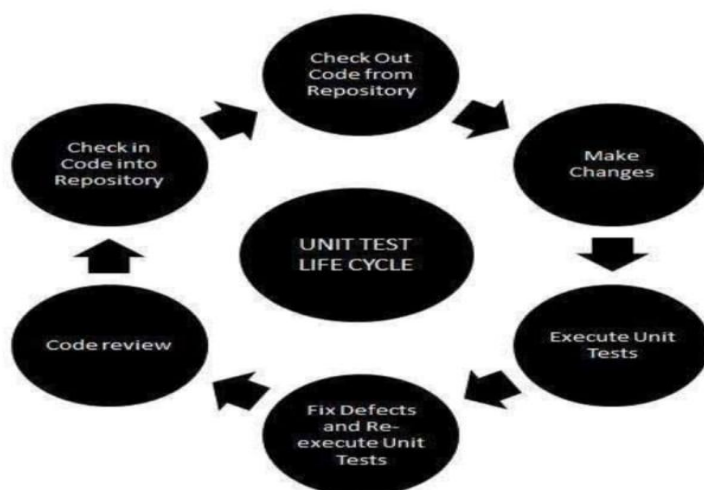 Check Out
Code from
Repository
Make
Changes
Execute Unit
Tests
Fix Defects
and Re-
execute Unit
Tests
Code review
Check in
Code into
Repository
UNIT TEST
LIFE CYCLE